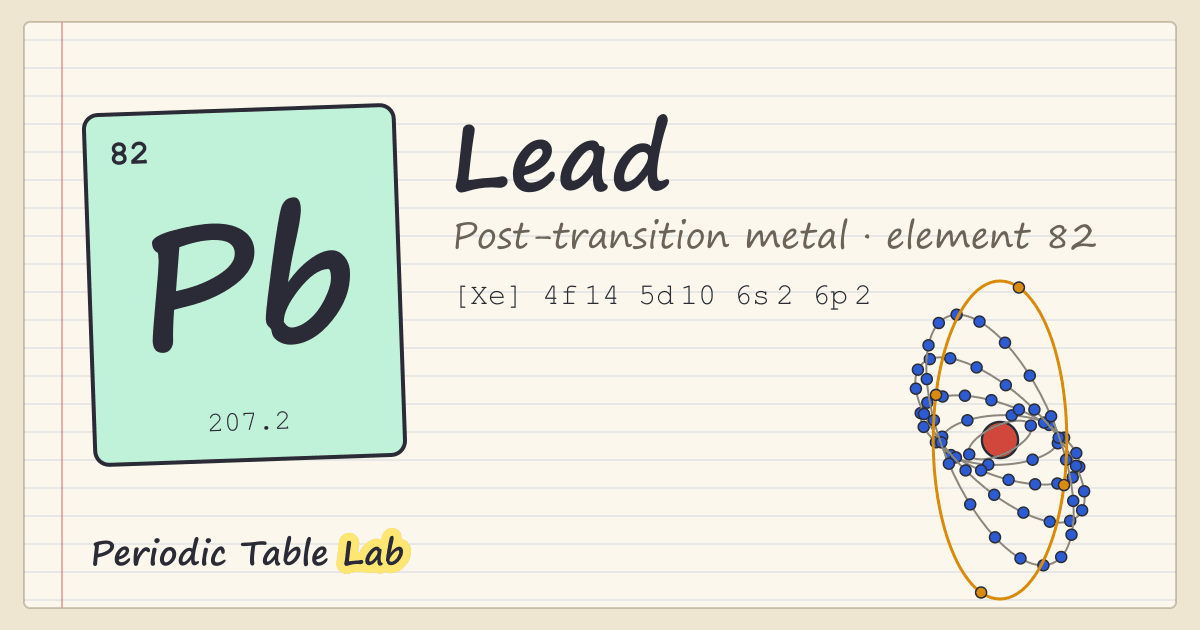 82
Pb
207.2
Lead
Post-transition metal · element 82
[Xe] 4f14 5d10 6s2 6p2
Periodic Table Lab